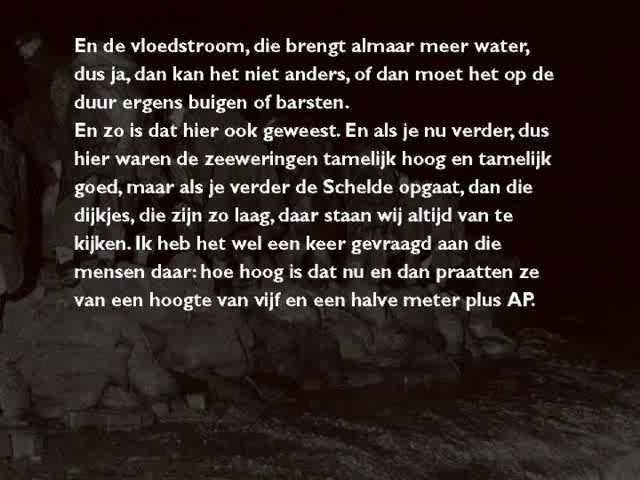 En de vloedstroom, die brengt almaar meer water,
dus ja, dan kan het niet anders, of dan moet het op de
duur ergens buigen of barsten.
En zo is dat hier ook geweest. En als je nu verder, dus
hier waren de zeeweringen tamelijk hoog en tamelijk
goed, maar als je verder de Schelde opgaat, dan die
dijkjes, die zijn zo laag, daar staan wij altijd van te
kijken. Ik heb het wel een keer gevraagd aan die
mensen daar: hoe hoog is dat nu en dan praatten ze
van een hoogte van vijf en een halve meter plus AP.